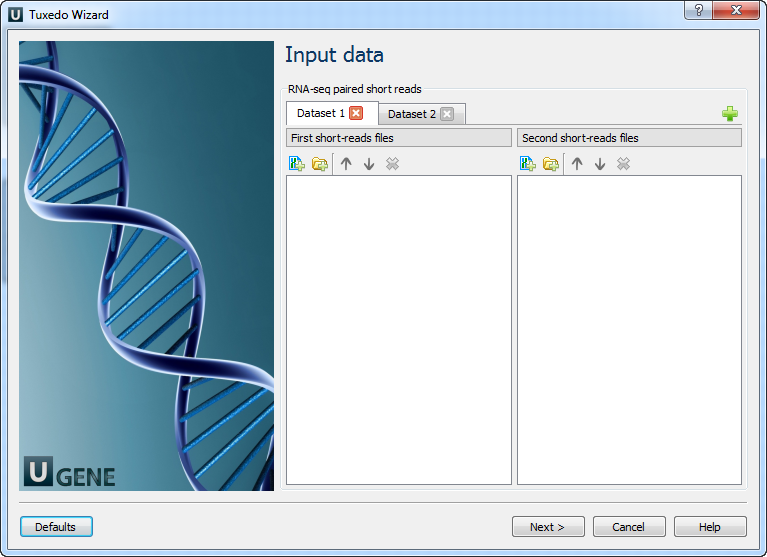 U Tuxedo Wizard
?
Input data
RNA-seq paired short reads
Dataset 1 Dataset 2
First short-reads files Second short-reads files
U GENE
Defaults Next > Cancel Help